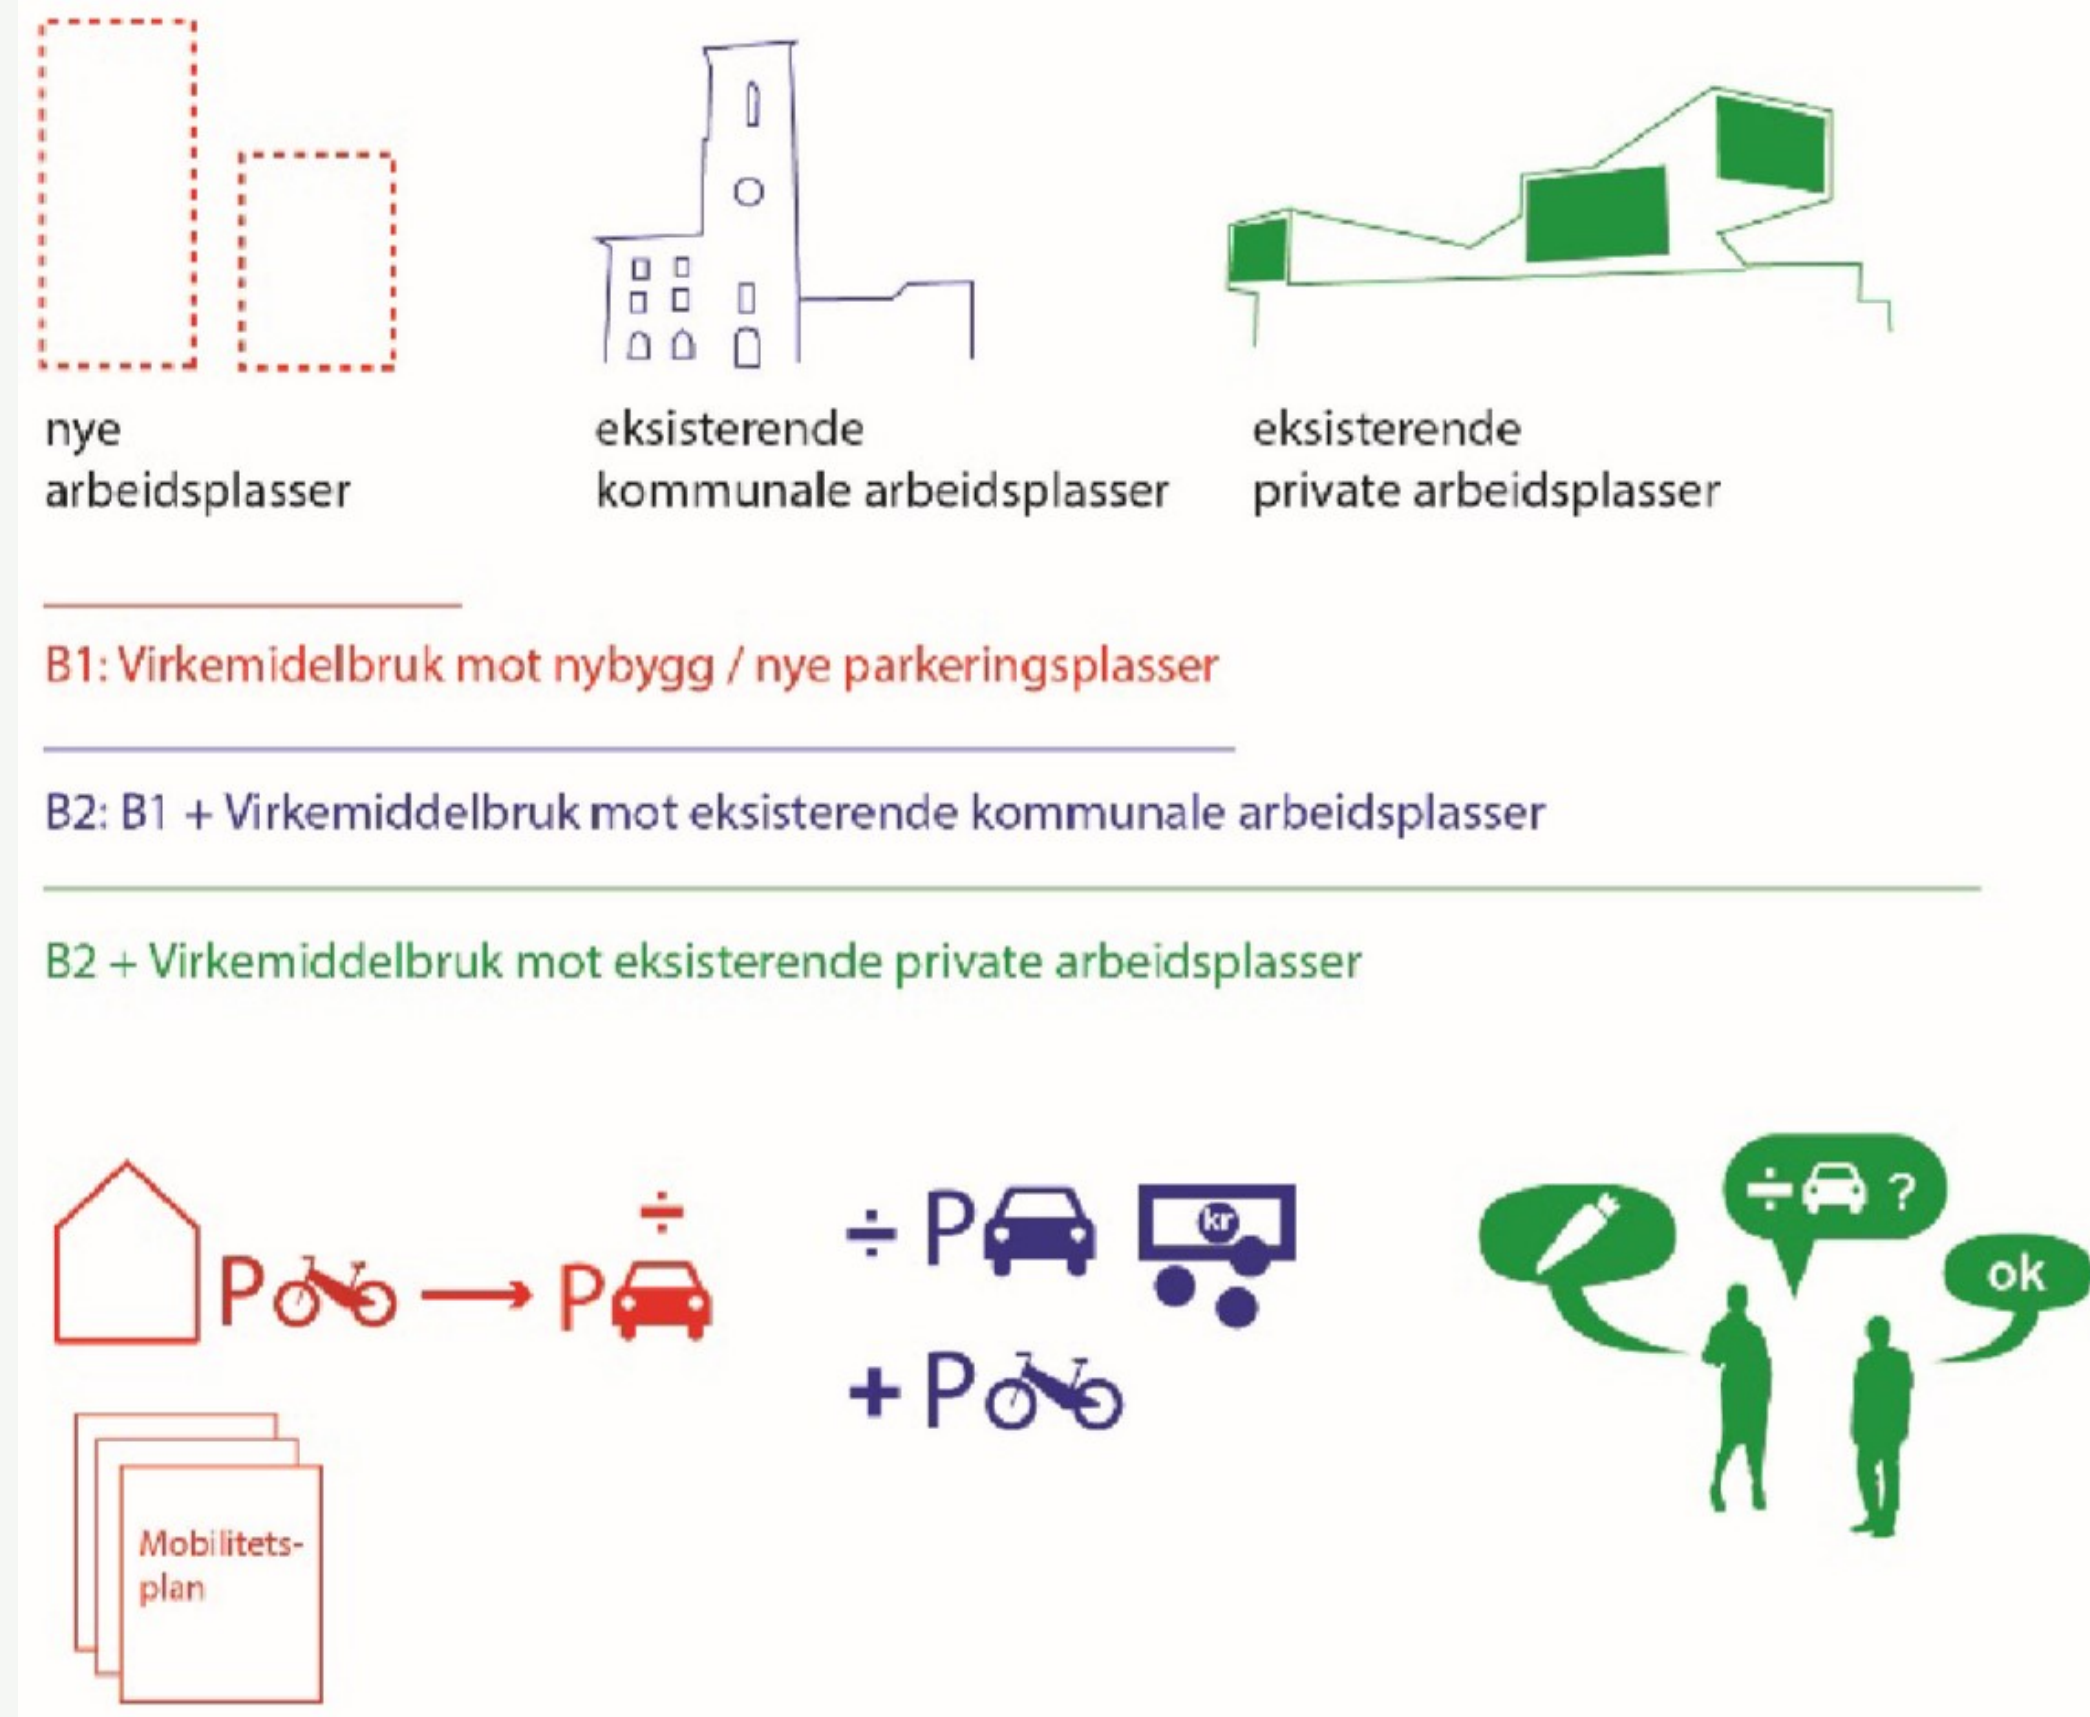 nye
arbeidsplasser
eksisterende
kommunale arbeidsplasser
eksisterende
private arbeidsplasser
B1: Virkemidelbruk mot nybygg / nye parkeringsplasser
B2: B1 + Virkemiddelbruk mot eksisterende kommunale arbeidsplasser
B2 + Virkemiddelbruk mot eksisterende private arbeidsplasser
P → P ÷
÷ P kr
+ P
÷ ?
ok
Mobilitets-
plan